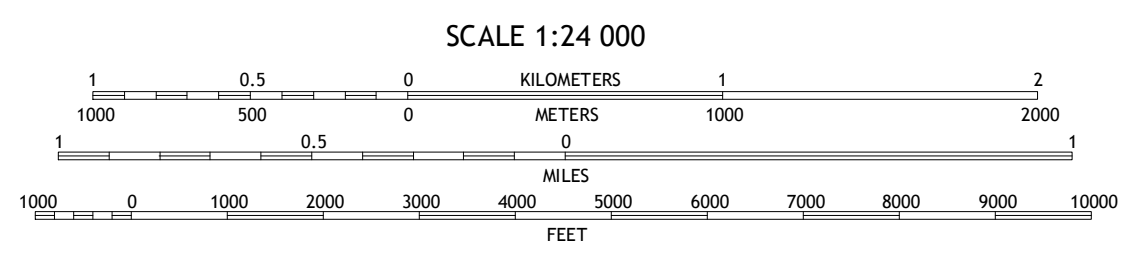 SCALE 1:24 000
1 0.5 0 KILOMETERS 1 2
1000 500 0 METERS 1000 2000
1 0.5 0 1
MILES
1000 0 1000 2000 3000 4000 5000 6000 7000 8000 9000 10000
FEET